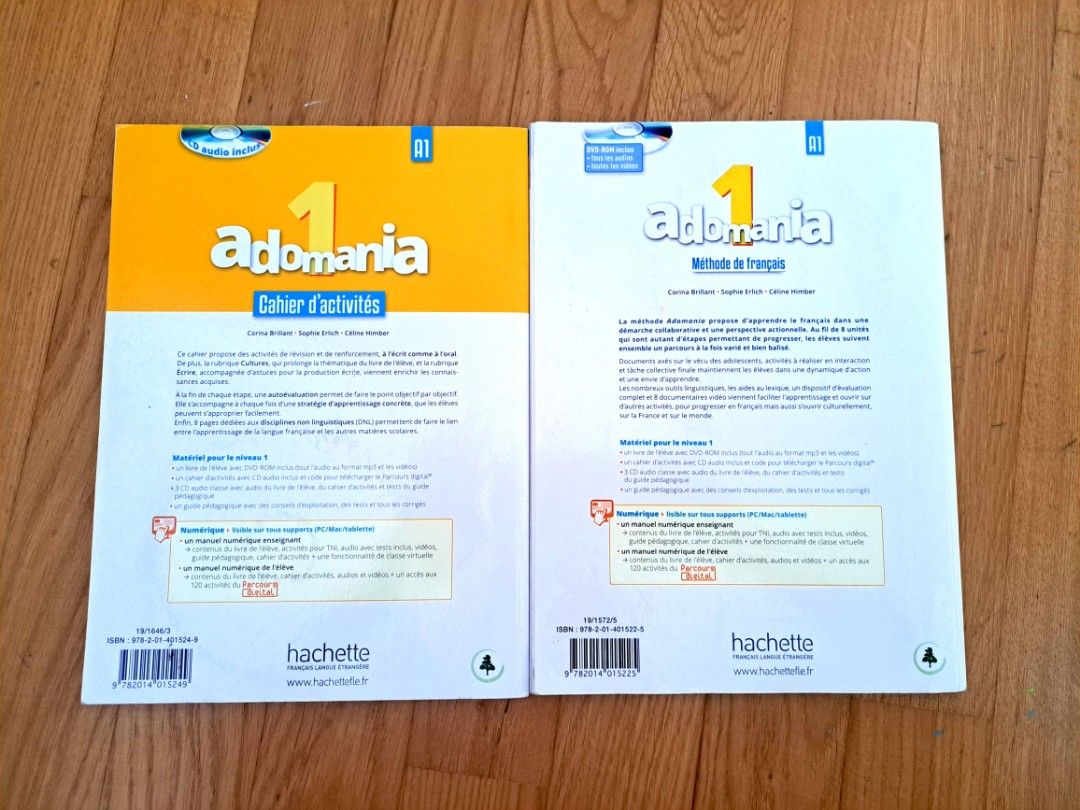 CD audio inclus
A1
1
adomania
Cahier d'activités
Corina Brillant • Sophie Erlich • Céline Himber
Ce cahier propose des activités de révision et de renforcement, à l'écrit comme à l'oral.
De plus, la rubrique Cultures, qui prolonge la thématique du livre de l'élève, et la rubrique
Écrire, accompagnée d'astuces pour la production écrite, viennent enrichir les connais-
sances acquises.
À la fin de chaque étape, une autoévaluation permet de faire le point objectif par objectif.
Elle s'accompagne à chaque fois d'une stratégie d'apprentissage concrète, que les élèves
peuvent s'approprier facilement.
Enfin, 8 pages dédiées aux disciplines non linguistiques (DNL) permettent de faire le lien
entre l'apprentissage de la langue française et les autres matières scolaires.
Matériel pour le niveau 1
• un livre de l'élève avec DVD-ROM inclus (tout l'audio au format mp3 et les vidéos)
• un cahier d'activités avec CD audio inclus et code pour télécharger le Parcours digital®
• 3 CD audio classe avec audio du livre de l'élève, du cahier d'activités et tests du guide
pédagogique
• un guide pédagogique avec des conseils d'exploitation, des tests et tous les corrigés
Numérique › lisible sur tous supports (PC/Mac/tablette)
• un manuel numérique enseignant
→ contenus du livre de l'élève, activités pour TNI, audio avec tests inclus, vidéos,
guide pédagogique, cahier d'activités + une fonctionnalité de classe virtuelle
• un manuel numérique de l'élève
→ contenus du livre de l'élève, cahier d'activités, audios et vidéos + un accès aux
120 activités du Parcours digital
19/1646/3
ISBN : 978-2-01-401524-9
9 782014 015249
hachette
FRANÇAIS LANGUE ÉTRANGÈRE
www.hachettefle.fr
DVD-ROM inclus
• tous les audios
• toutes les vidéos
A1
1
adomania
Méthode de français
Corina Brillant • Sophie Erlich • Céline Himber
La méthode Adomania propose d'apprendre le français dans une
démarche collaborative et une perspective actionnelle. Au fil de 8 unités
qui sont autant d'étapes permettant de progresser, les élèves suivent
ensemble un parcours à la fois varié et bien balisé.
Documents axés sur le vécu des adolescents, activités à réaliser en interaction
et tâche collective finale maintiennent les élèves dans une dynamique d'action
et une envie d'apprendre.
Les nombreux outils linguistiques, les aides au lexique, un dispositif d'évaluation
complet et 8 documentaires vidéo viennent faciliter l'apprentissage et ouvrir sur
d'autres activités, pour progresser en français mais aussi s'ouvrir culturellement,
sur la France et sur le monde.
Matériel pour le niveau 1
• un livre de l'élève avec DVD-ROM inclus (tout l'audio au format mp3 et les vidéos)
• un cahier d'activités avec CD audio inclus et code pour télécharger le Parcours digital®
• 3 CD audio classe avec audio du livre de l'élève, du cahier d'activités et tests
du guide pédagogique
• un guide pédagogique avec des conseils d'exploitation, des tests et tous les corrigés
Numérique › lisible sur tous supports (PC/Mac/tablette)
• un manuel numérique enseignant
→ contenus du livre de l'élève, activités pour TNI, audio avec tests inclus, vidéos,
guide pédagogique, cahier d'activités + une fonctionnalité de classe virtuelle
• un manuel numérique de l'élève
→ contenus du livre de l'élève, cahier d'activités, audios et vidéos + un accès aux
120 activités du Parcours digital
19/1572/5
ISBN : 978-2-01-401522-5
9 782014 015225
hachette
FRANÇAIS LANGUE ÉTRANGÈRE
www.hachettefle.fr